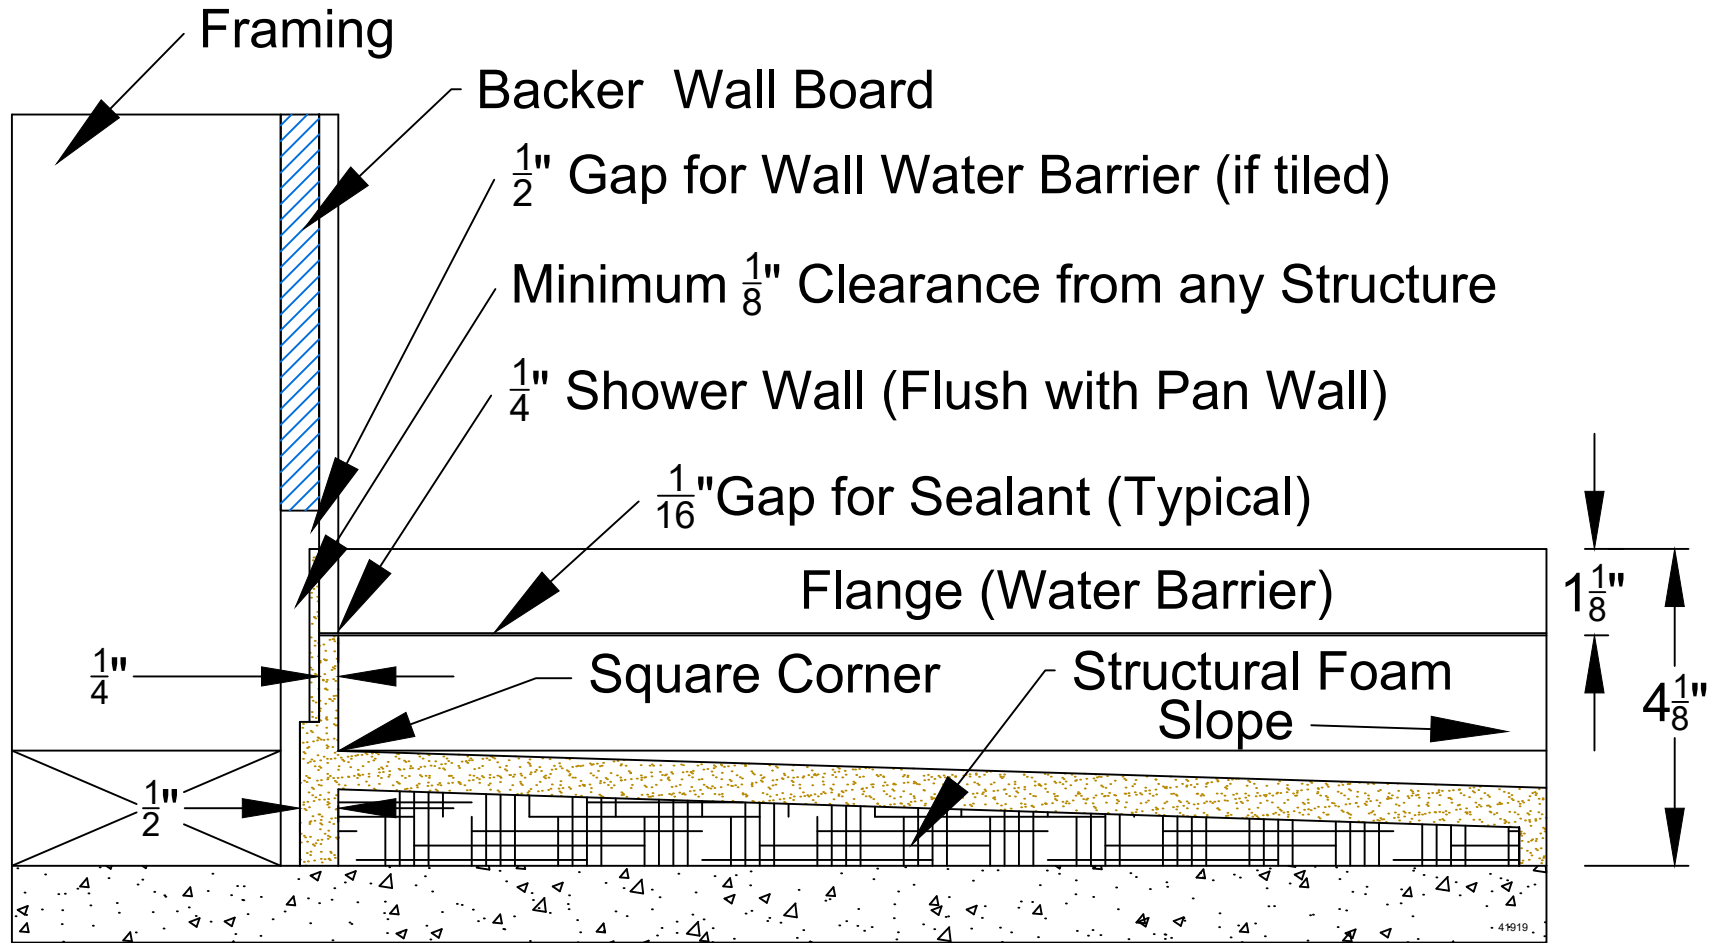 Framing
Backer Wall Board
1/2" Gap for Wall Water Barrier (if tiled)
Minimum 1/8" Clearance from any Structure
1/4" Shower Wall (Flush with Pan Wall)
1/16"Gap for Sealant (Typical)
Flange (Water Barrier)
1 1/8"
1/4"
Square Corner
Structural Foam
Slope
4 1/8"
1/2"
41919